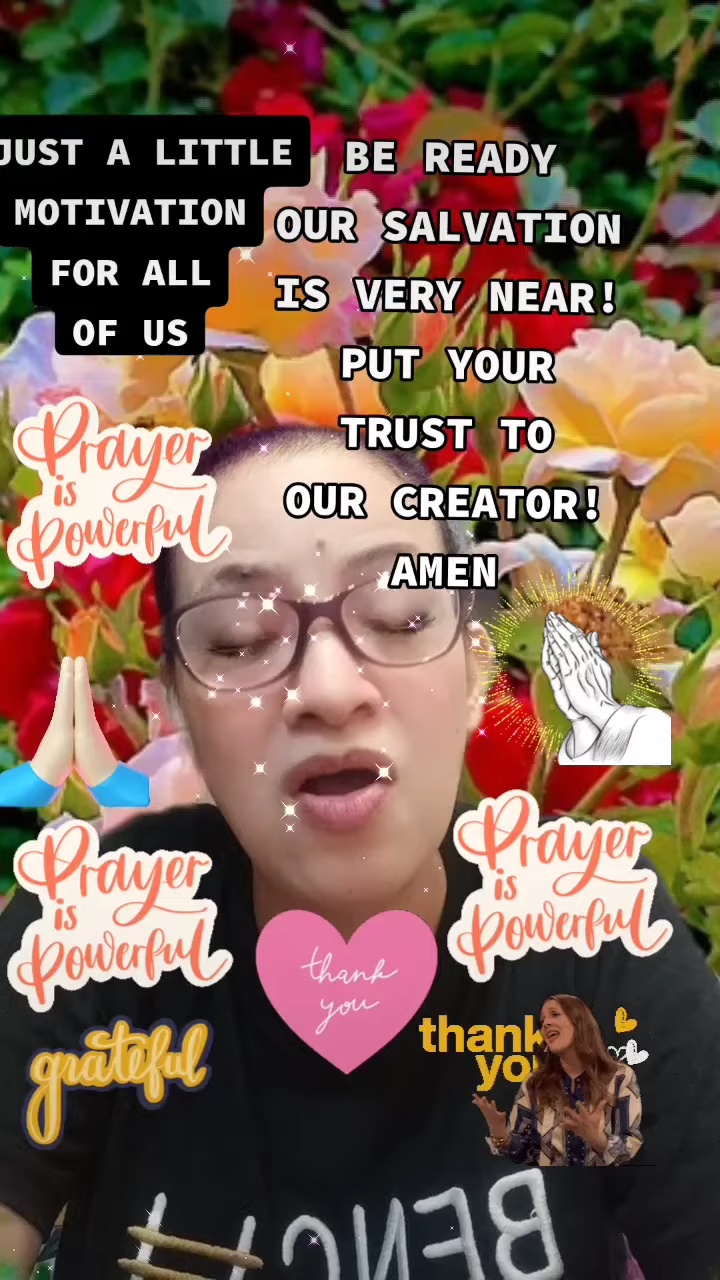 JUST A LITTLE
MOTIVATION
FOR ALL
OF US
BE READY
OUR SALVATION
IS VERY NEAR!
PUT YOUR
TRUST TO
OUR CREATOR!
AMEN
Prayer
is
Powerful
Prayer
is
Powerful
Prayer
is
Powerful
thank
you
grateful
thank